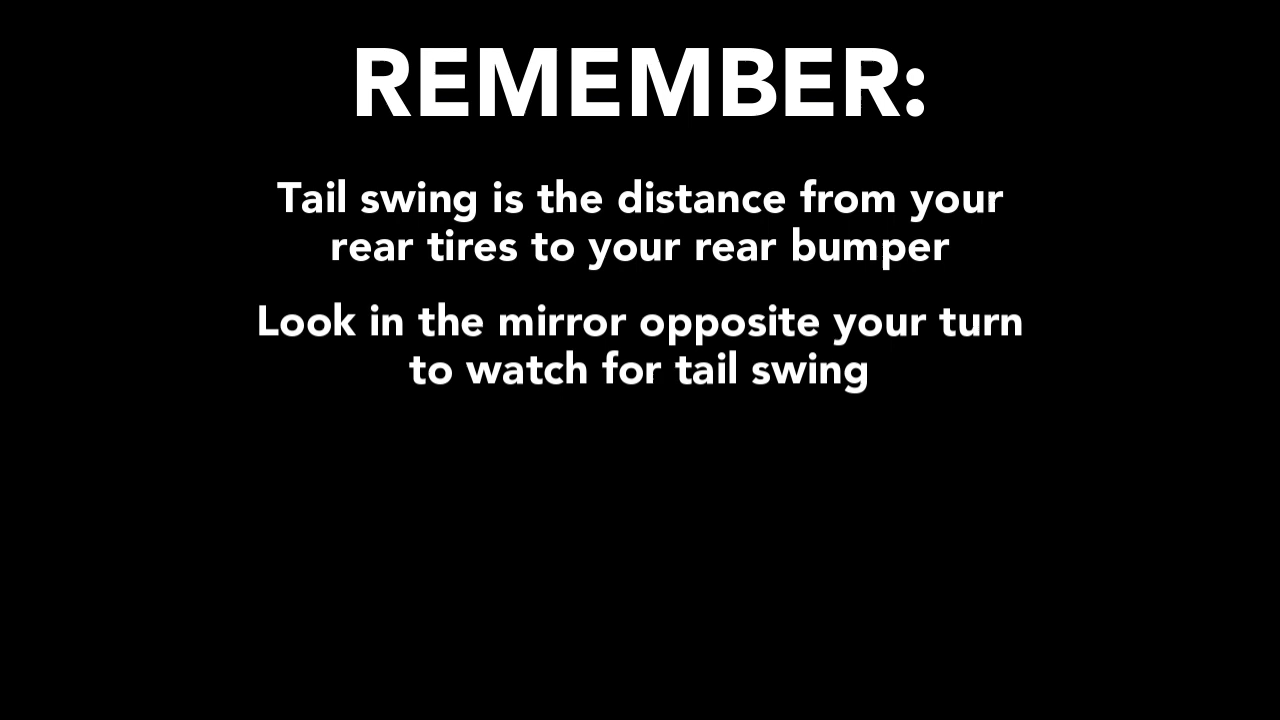 REMEMBER:
Tail swing is the distance from your
rear tires to your rear bumper
Look in the mirror opposite your turn
to watch for tail swing